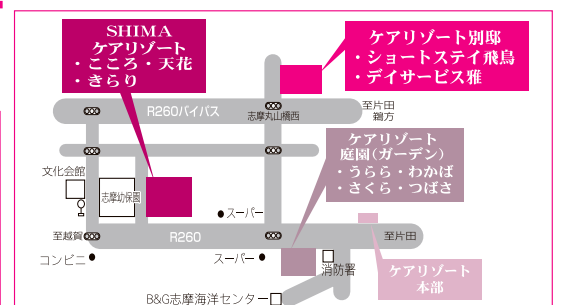 SHIMA
ケアリゾート
・こころ・天花
・きらり
ケアリゾート別邸
・ショートステイ飛鳥
・デイサービス雅
R260バイパス
志摩丸山橋西
至片田
鵜方
ケアリゾート
庭園(ガーデン)
・うらら・わかば
・さくら・つばさ
文化会館
志摩幼保園
●スーパー
至越賀
R260
至片田
コンビニ●
スーパー●
消防署
ケアリゾート
本部
B&G志摩海洋センター